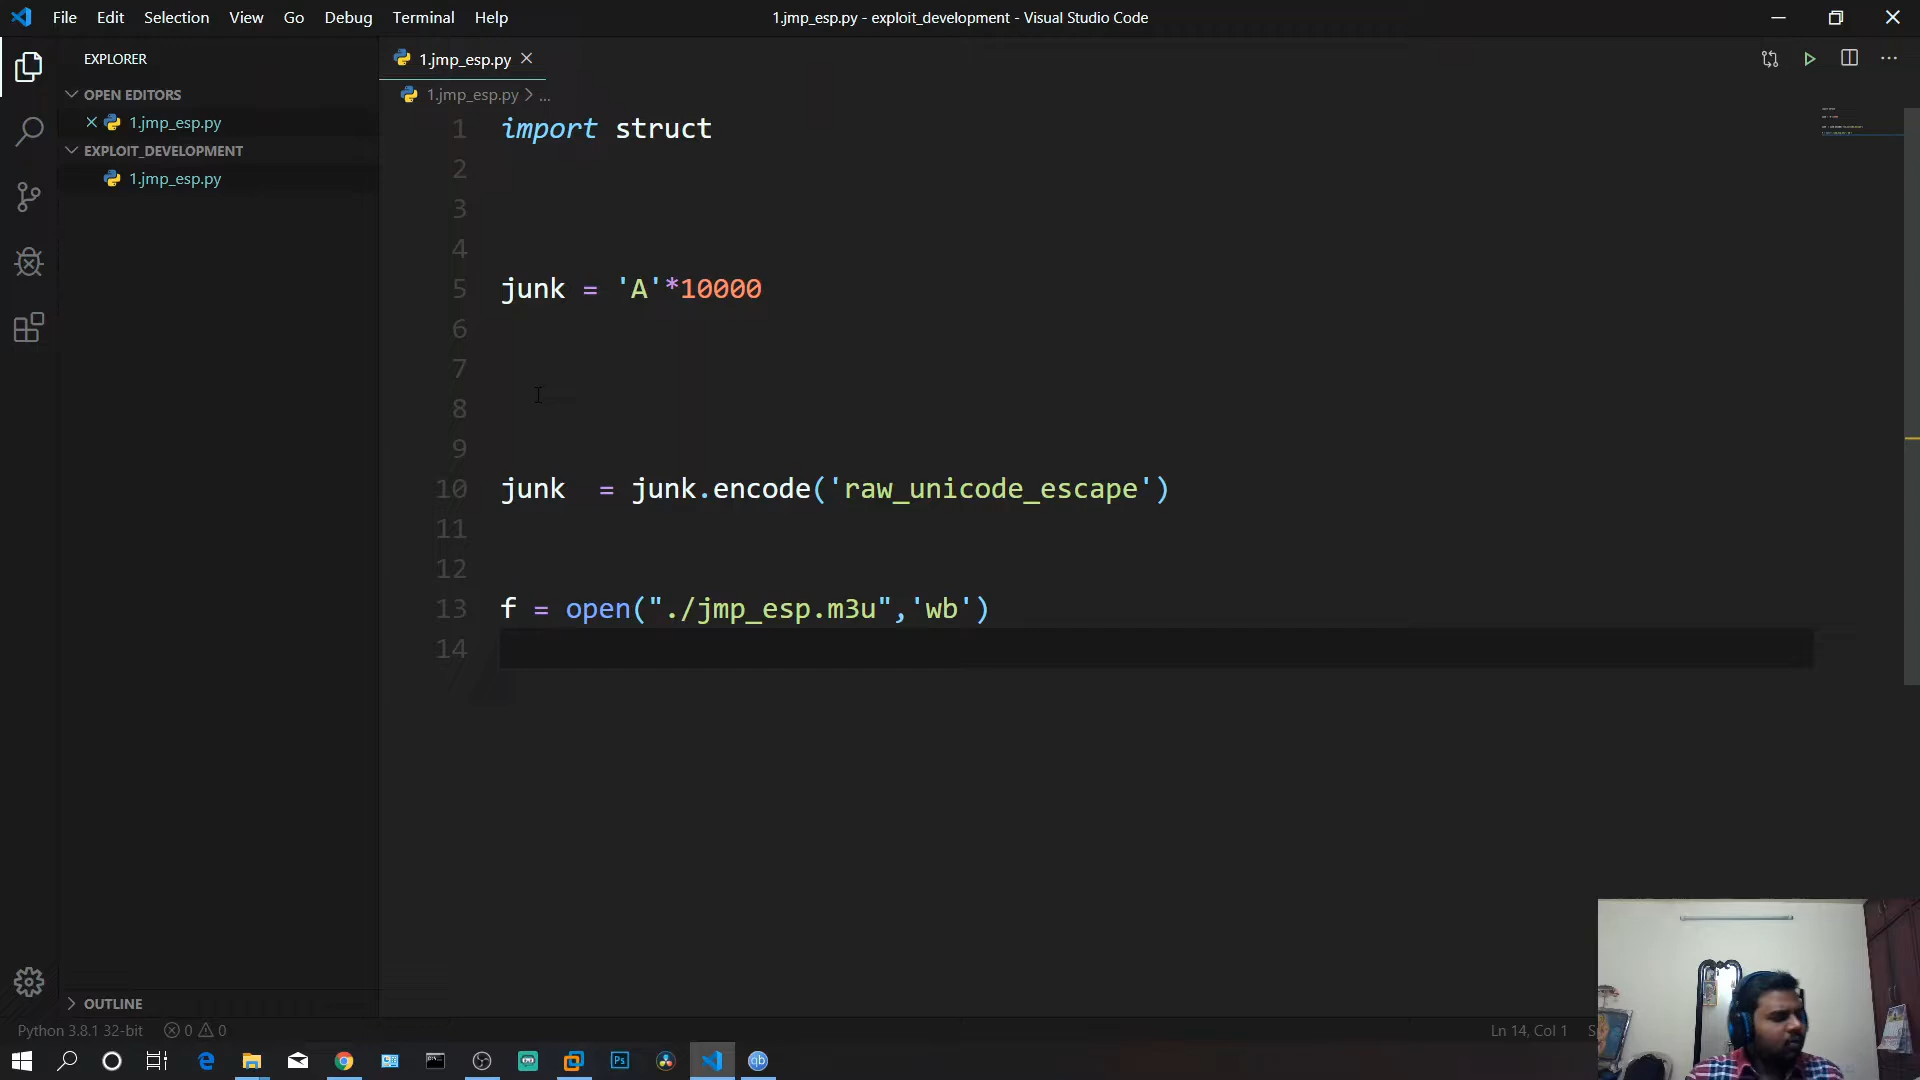 File Edit Selection View Go Debug Terminal Help
1.jmp_esp.py - exploit_development - Visual Studio Code
EXPLORER
OPEN EDITORS
1.jmp_esp.py
EXPLOIT_DEVELOPMENT
1.jmp_esp.py
OUTLINE
1.jmp_esp.py
1.jmp_esp.py > ...
1 import struct
2
3
4
5 junk = 'A'*10000
6
7
8
9
10 junk  = junk.encode('raw_unicode_escape')
11
12
13 f = open("./jmp_esp.m3u",'wb')
14
Python 3.8.1 32-bit 0 0
Ln 14, Col 1
Ps
qb